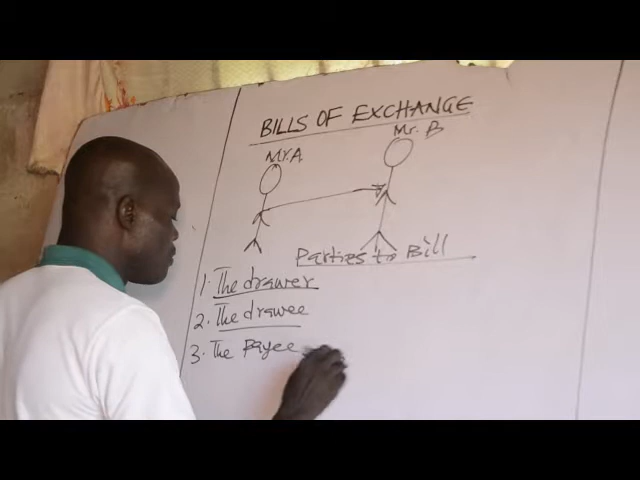 BILLS OF EXCHANGE
Mr. A. Mr. B
Parties to Bill
1. The drawer
2. The drawee
3. The Payee